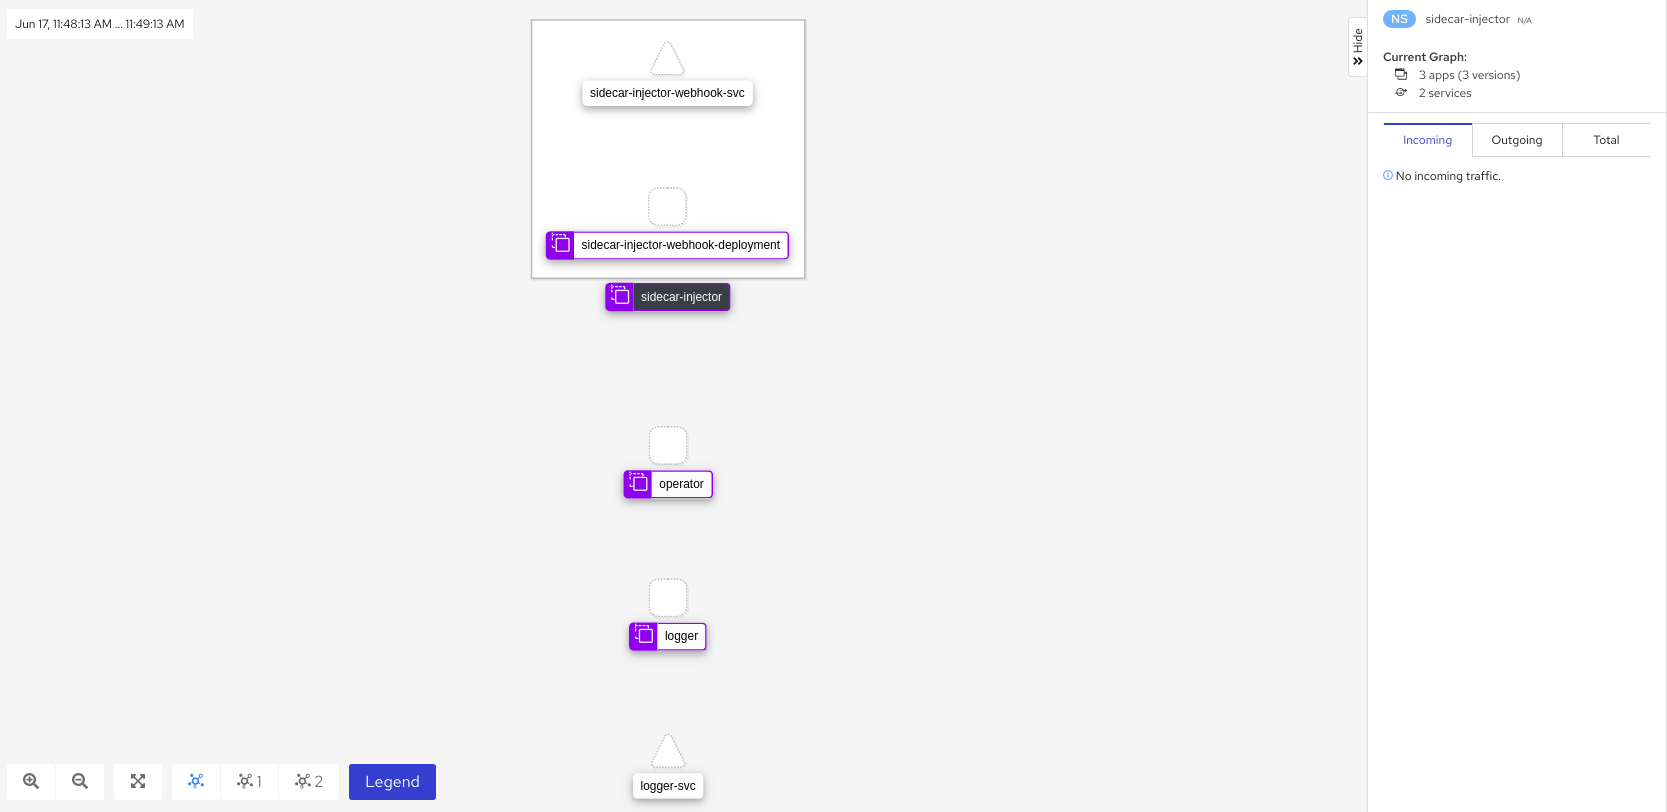 Jun 17, 11:48:13 AM ... 11:49:13 AM
sidecar-injector-webhook-svc
sidecar-injector-webhook-deployment
sidecar-injector
operator
logger
logger-svc
1
2
Legend
Hide
NS sidecar-injector N/A
Current Graph:
3 apps (3 versions)
2 services
Incoming Outgoing Total
No incoming traffic.